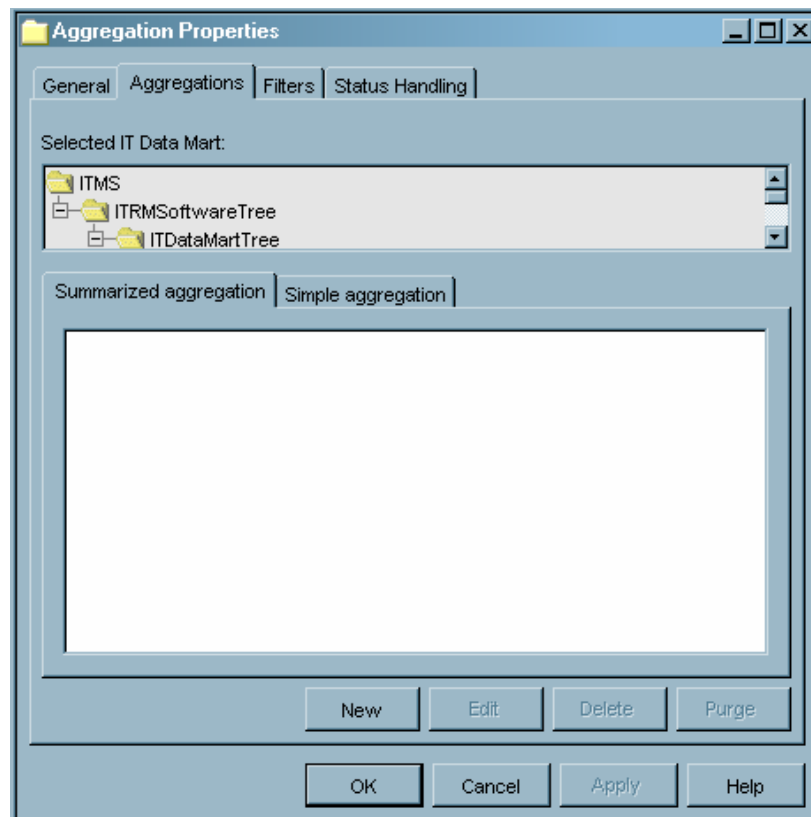 Aggregation Properties
General Aggregations Filters Status Handling
Selected IT Data Mart:
ITMS
ITRMSoftwareTree
ITDataMartTree
Summarized aggregation Simple aggregation
New Edit Delete Purge
OK Cancel Apply Help